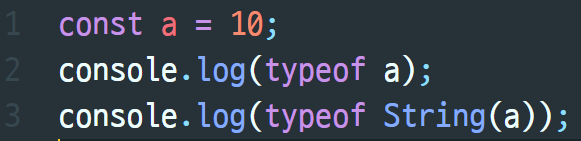 1 const a = 10;
2 console.log(typeof a);
3 console.log(typeof String(a));